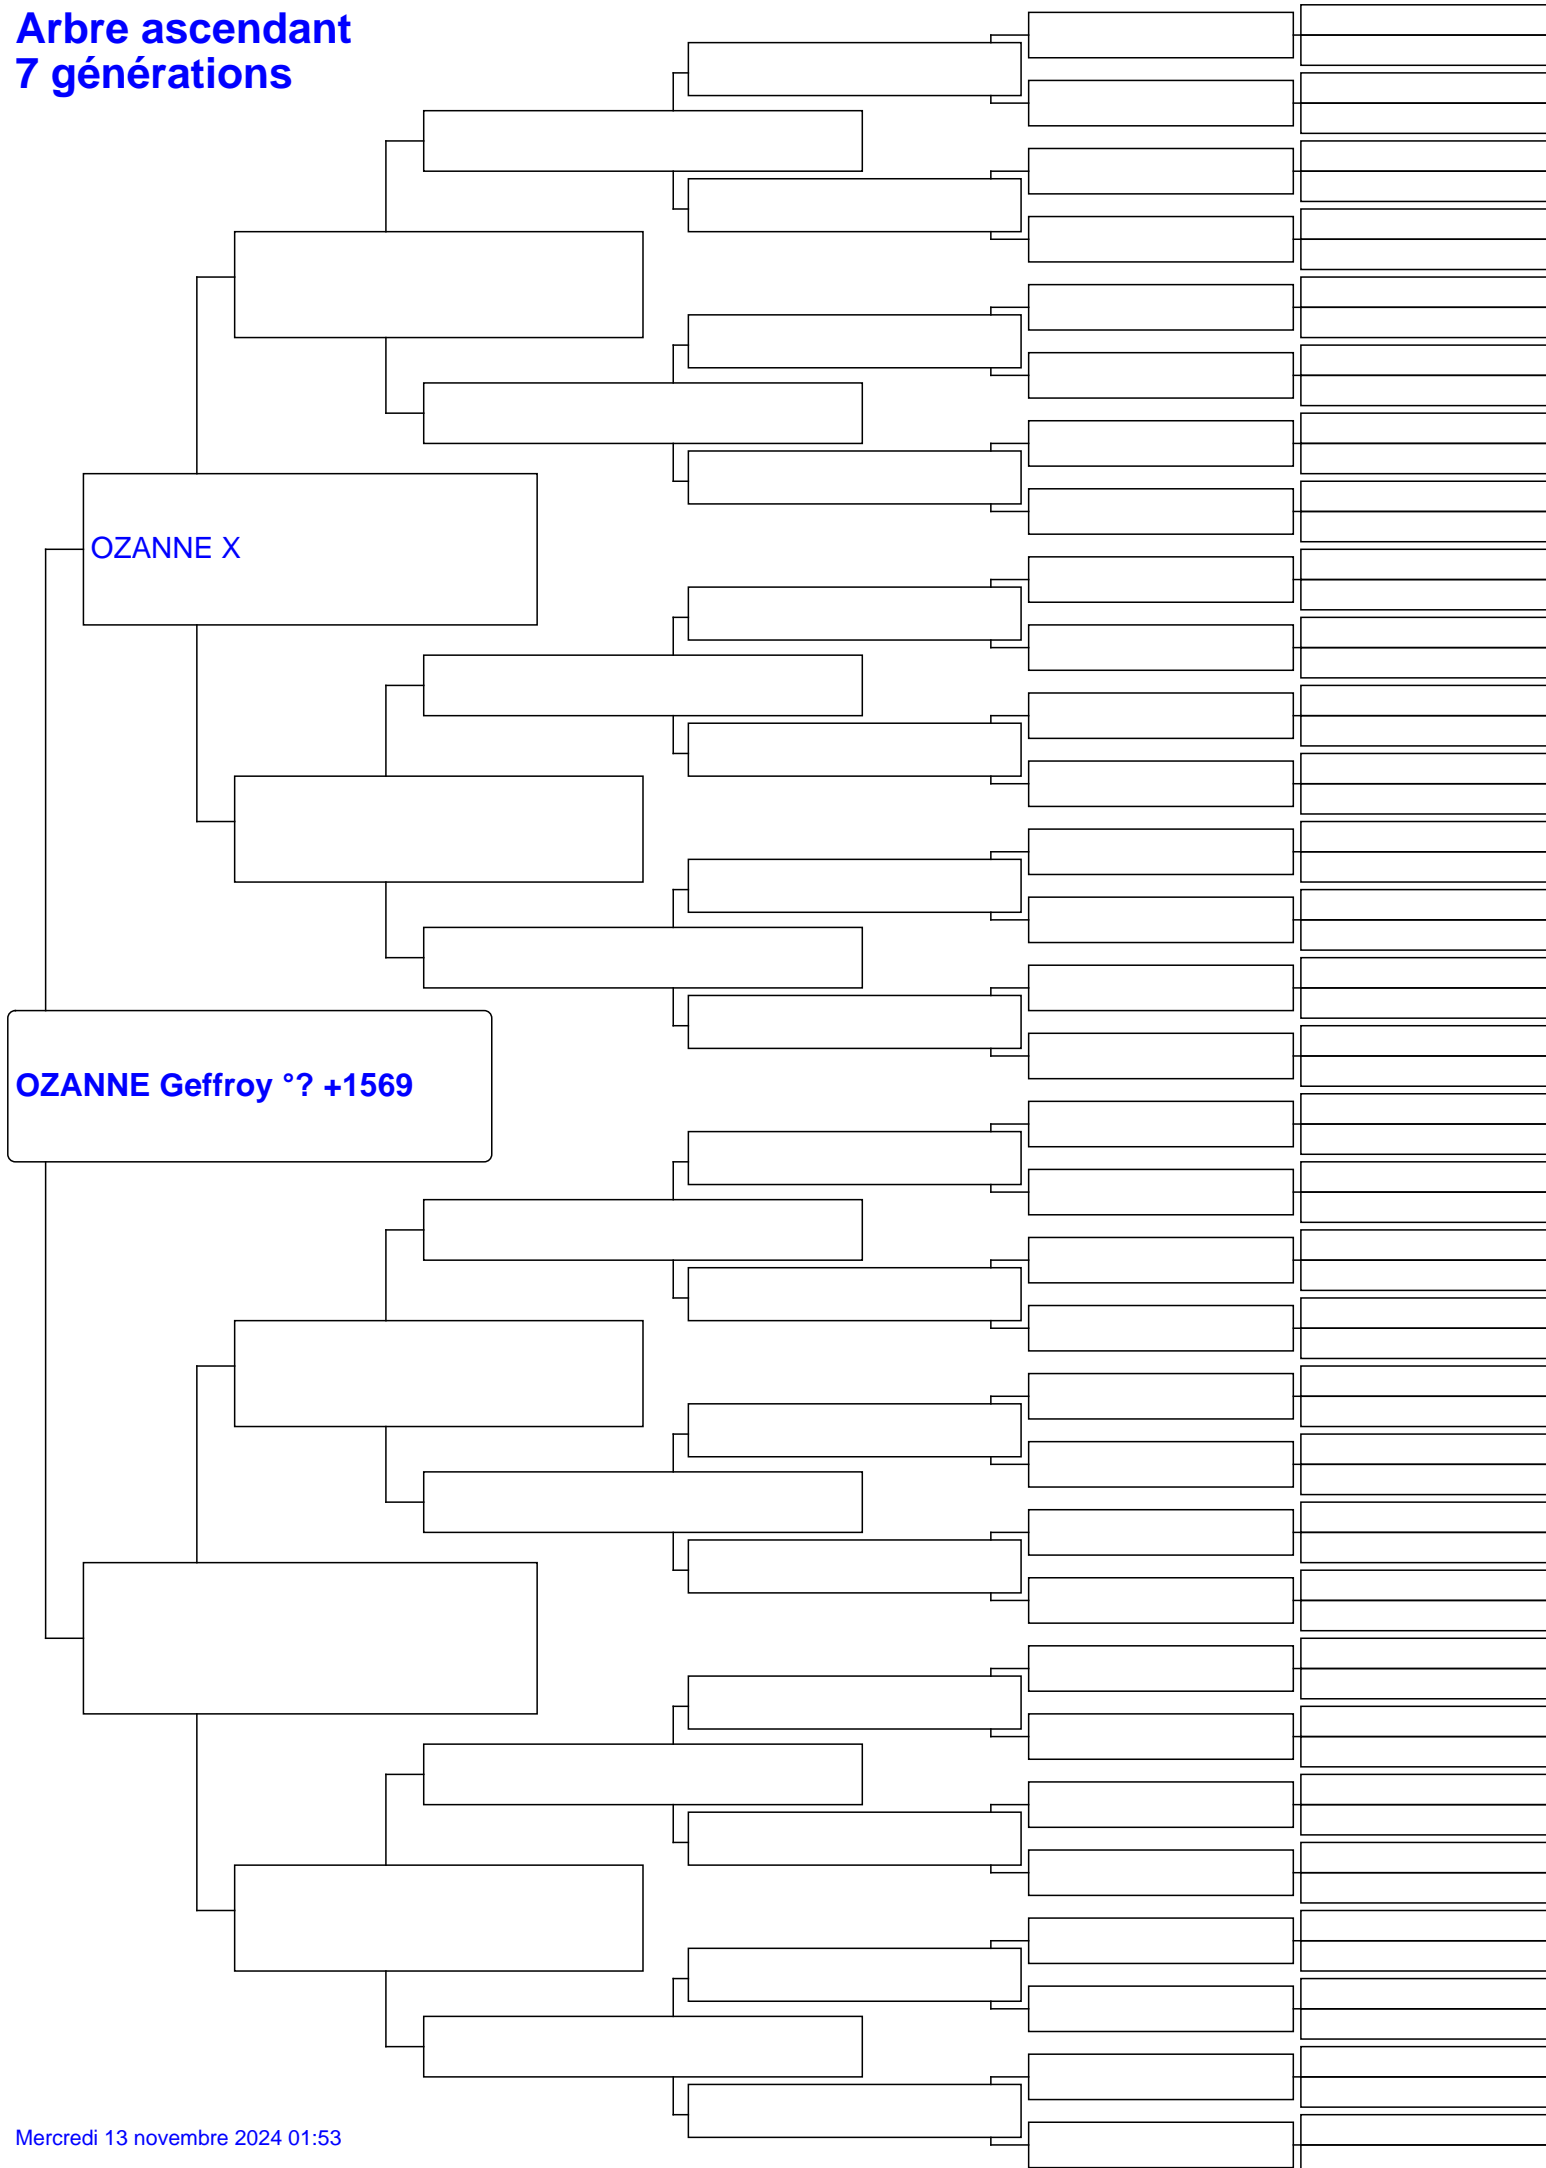 Arbre ascendant
7 générations
OZANNE X
OZANNE Geffroy °? +1569
Mercredi 13 novembre 2024 01:53